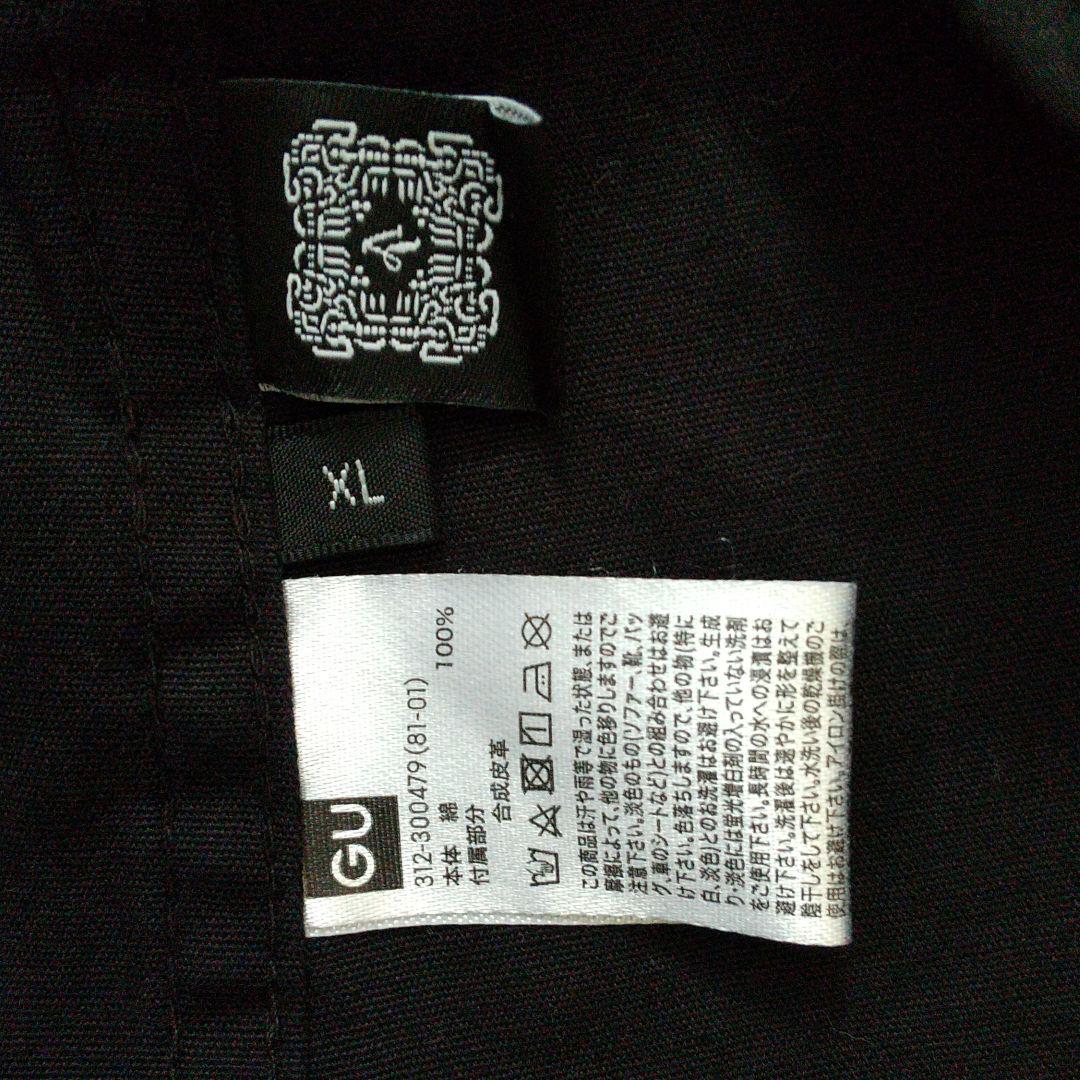 XL
GU
312-300479(81-01)
本体 綿 100%
付属部分
合成皮革
この商品は汗や雨等で湿った状態、または
摩擦によって、他の物に色移りしますのでご
注意下さい。淡色のもの(ソファー、靴、バッ
グ、車のシートなど)との組み合わせはお避
け下さい。色落ちしますので、他の物(特に
白、淡色)とのお洗濯はお避け下さい。生成
り、淡色には蛍光増白剤の入っていない洗剤
をご使用下さい。長時間の水への浸漬はお
避け下さい。洗濯後は速やかに形を整えて
陰干しをして下さい。水洗い後の乾燥機のご
使用はお避け下さい。アイロン掛けの際は、